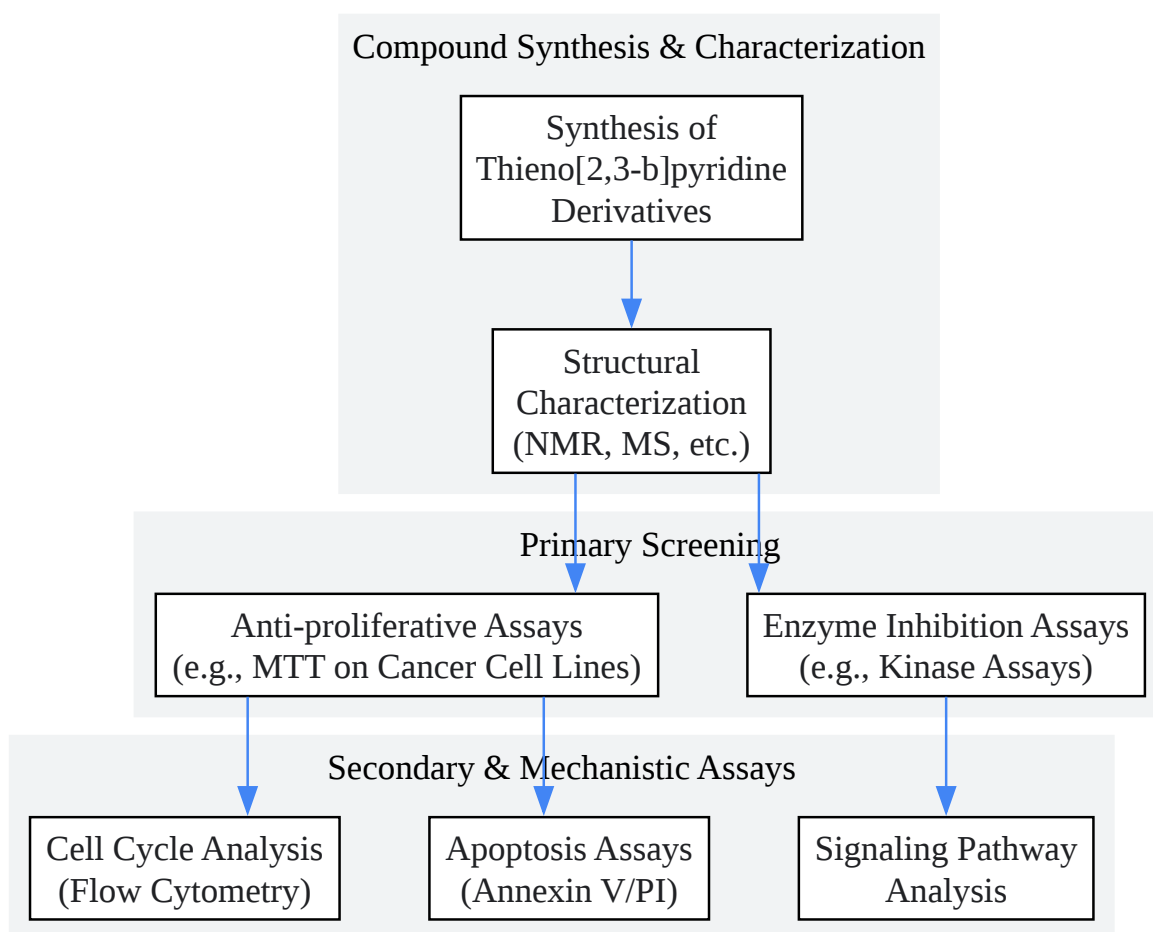 Compound Synthesis & Characterization
Synthesis of
Thieno[2,3-b]pyridine
Derivatives
Structural
Characterization
(NMR, MS, etc.)
Primary Screening
Anti-proliferative Assays
(e.g., MTT on Cancer Cell Lines)
Enzyme Inhibition Assays
(e.g., Kinase Assays)
Secondary & Mechanistic Assays
Cell Cycle Analysis
(Flow Cytometry)
Apoptosis Assays
(Annexin V/PI)
Signaling Pathway
Analysis